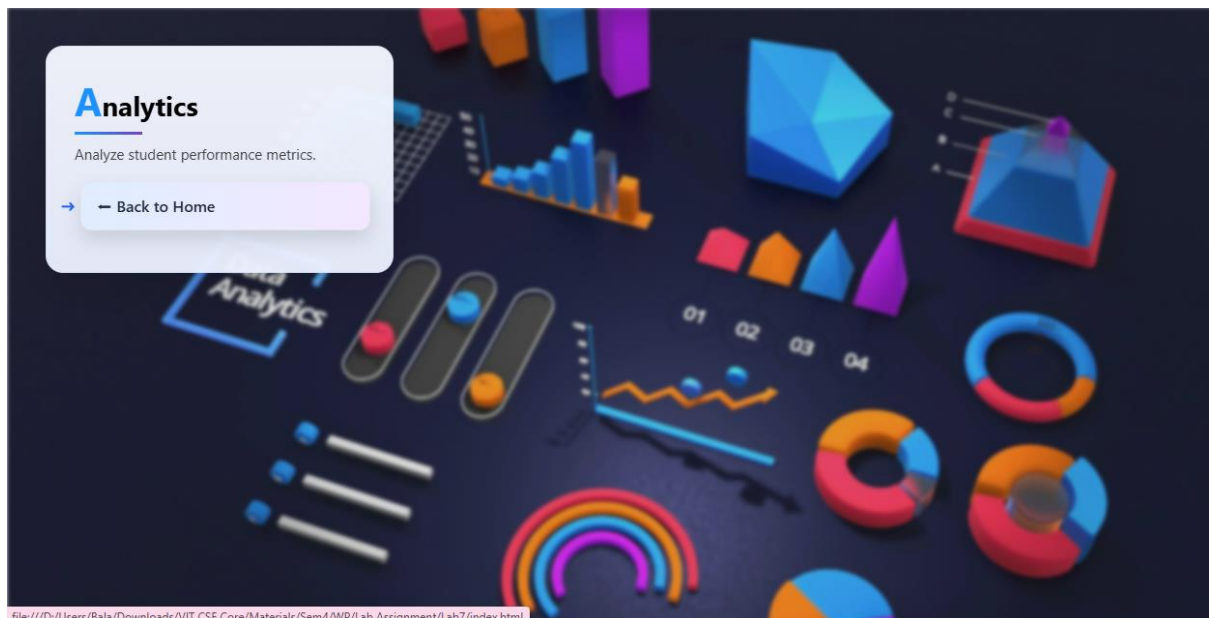 Analytics
Analyze student performance metrics.
→ ⬅ Back to Home
D
C
B
A
Data
Analytics
01
02
03
04
file:///D:/Users/Bala/Downloads/VIT CSE Core/Materials/Sem4/WP/Lab Assignment/Lab7/index.html